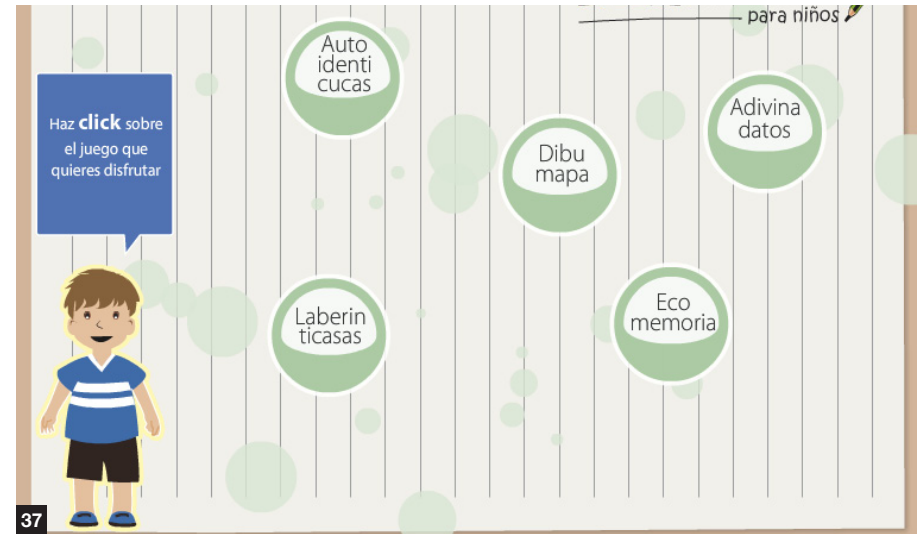 para niños
Auto
identi
cucas
Adivina
datos
Haz click sobre
el juego que
quieres disfrutar
Dibu
mapa
Laberin
ticasas
Eco
memoria
37